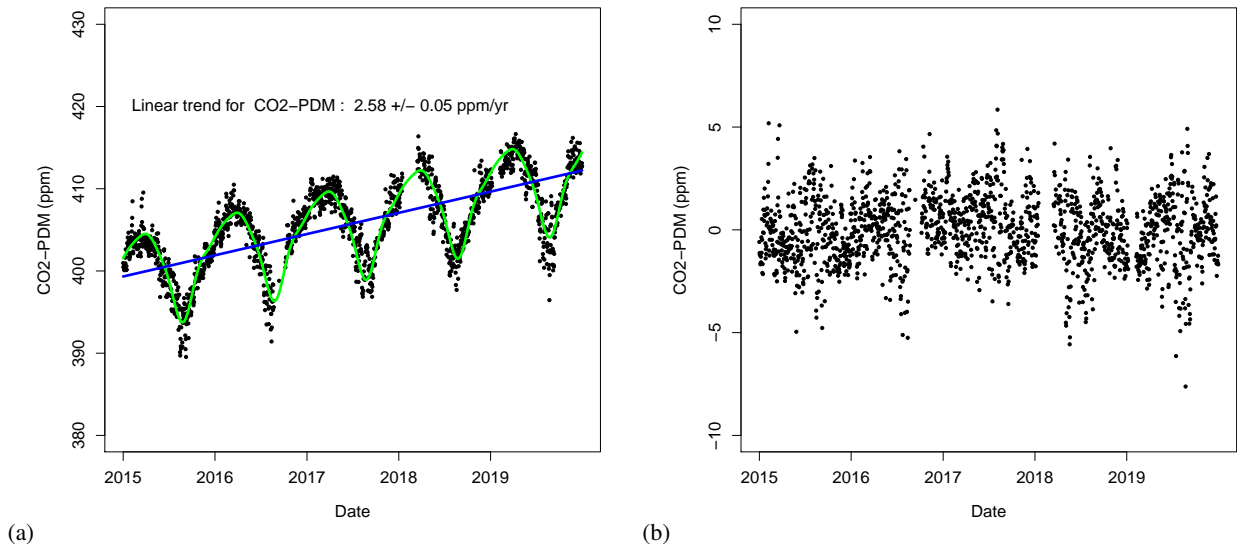 430
420
410
400
390
380
CO2−PDM (ppm)
Linear trend for CO2−PDM : 2.58 +/− 0.05 ppm/yr
2015 2016 2017 2018 2019
Date
(a)
10
5
0
−5
−10
CO2−PDM (ppm)
2015 2016 2017 2018 2019
Date
(b)